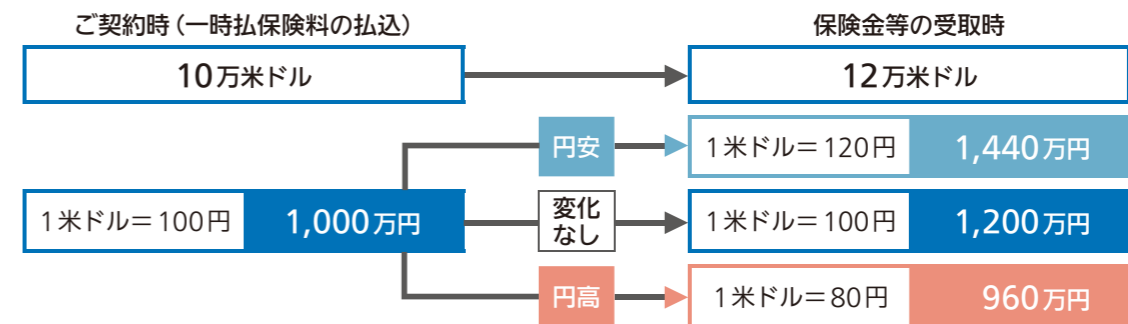 ご契約時（一時払保険料の払込）
保険金等の受取時
10万米ドル
12万米ドル
円安
1米ドル＝120円
1,440万円
1米ドル＝100円
1,000万円
変化
なし
1米ドル＝100円
1,200万円
円高
1米ドル＝80円
960万円